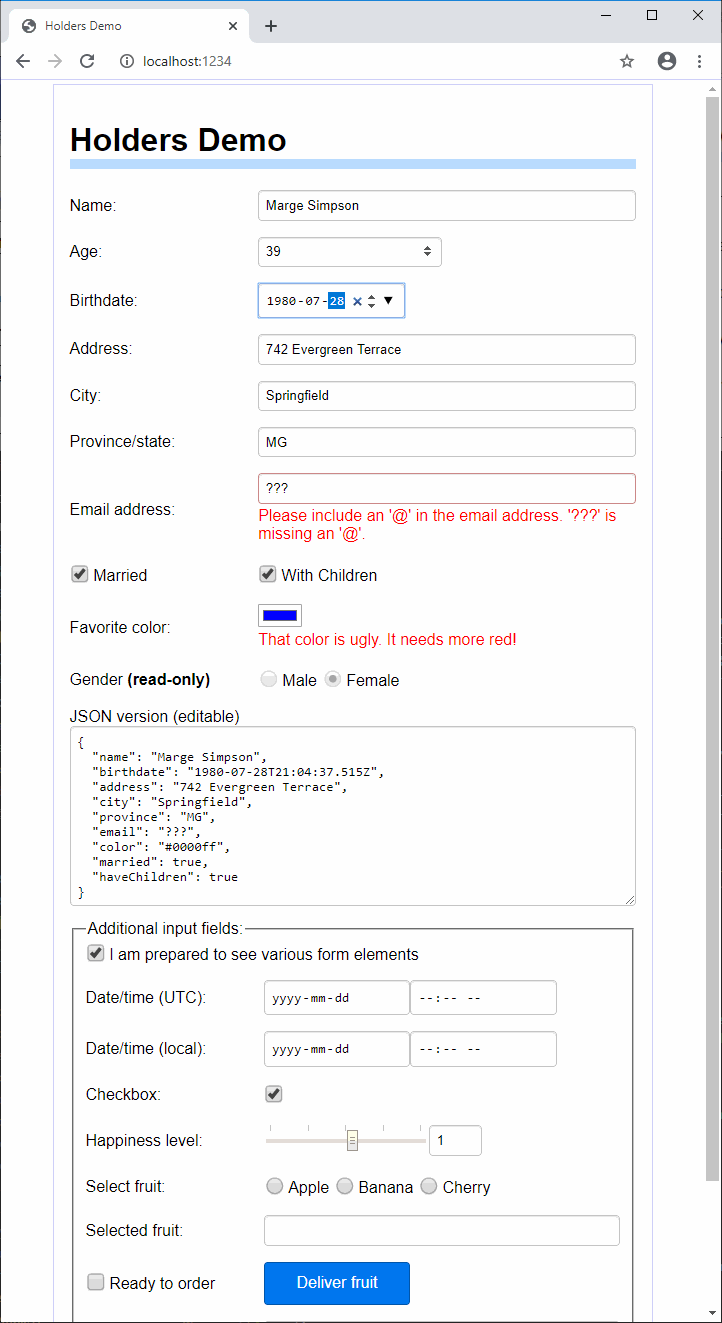 Holders Demo
localhost:1234
Holders Demo
Name: Marge Simpson
Age: 39
Birthdate: 1980-07-28
Address: 742 Evergreen Terrace
City: Springfield
Province/state: MG
Email address: ???
Please include an '@' in the email address. '???' is
missing an '@'.
Married With Children
Favorite color:
That color is ugly. It needs more red!
Gender (read-only) Male Female
JSON version (editable)
{
  "name": "Marge Simpson",
  "birthdate": "1980-07-28T21:04:37.515Z",
  "address": "742 Evergreen Terrace",
  "city": "Springfield",
  "province": "MG",
  "email": "???",
  "color": "#0000ff",
  "married": true,
  "haveChildren": true
}
Additional input fields:
I am prepared to see various form elements
Date/time (UTC): yyyy-mm-dd --:-- --
Date/time (local): yyyy-mm-dd --:-- --
Checkbox:
Happiness level: 1
Select fruit: Apple Banana Cherry
Selected fruit:
Ready to order Deliver fruit